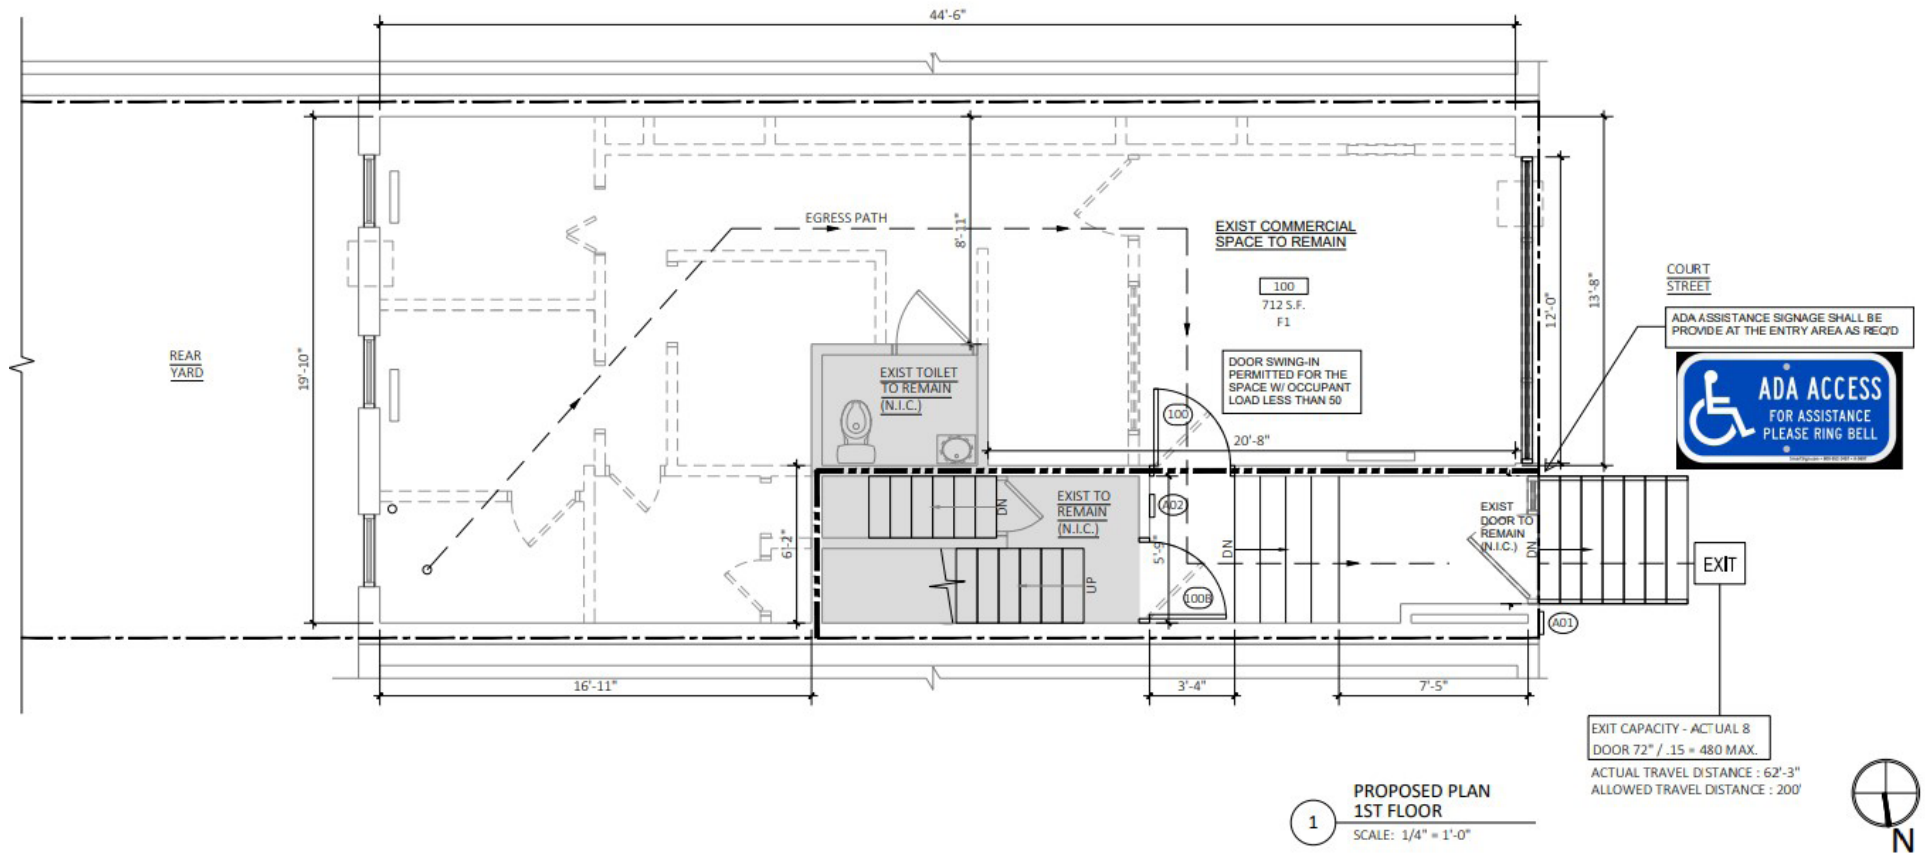 44'-6"
EGRESS PATH
8'-11"
EXIST COMMERCIAL
SPACE TO REMAIN
100
712 S.F.
F1
COURT
STREET
12'-0"
13'-8"
ADA ASSISTANCE SIGNAGE SHALL BE
PROVIDE AT THE ENTRY AREA AS REQ'D
REAR
YARD
19'-10"
EXIST TOILET
TO REMAIN
(N.I.C.)
DOOR SWING-IN
PERMITTED FOR THE
SPACE W/ OCCUPANT
LOAD LESS THAN 50
ADA ACCESS
FOR ASSISTANCE
PLEASE RING BELL
100
20'-8"
EXIST TO
REMAIN
(N.I.C.)
DN
A02
EXIST
DOOR TO
REMAIN
(N.I.C.)
6'-2"
5'-9"
DN
DN
EXIT
UP
100B
A01
16'-11"
3'-4"
7'-5"
EXIT CAPACITY - ACTUAL 8
DOOR 72" / .15 = 480 MAX.
ACTUAL TRAVEL DISTANCE : 62'-3"
ALLOWED TRAVEL DISTANCE : 200'
1
PROPOSED PLAN
1ST FLOOR
SCALE: 1/4" = 1'-0"
N